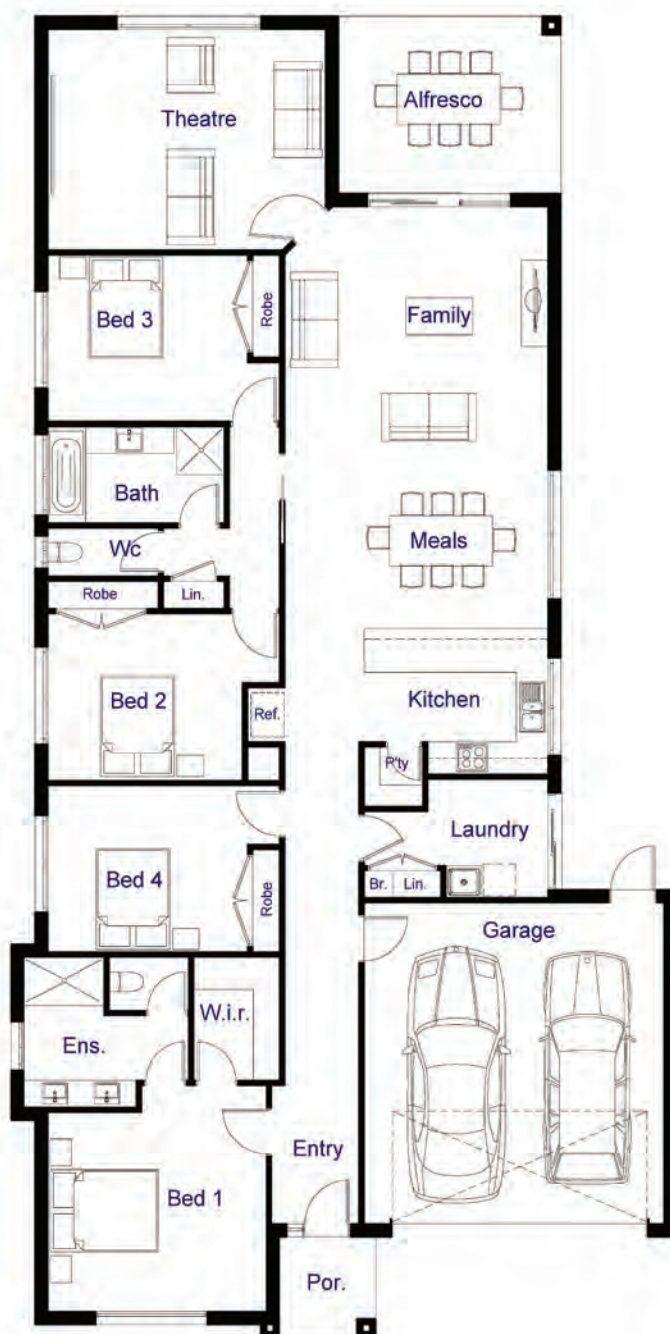 Theatre
Alfresco
Bed 3
Robe
Family
Bath
Wc
Meals
Robe
Lin.
Bed 2
Ref.
Kitchen
P'ty
Laundry
Bed 4
Robe
Br.
Lin.
Garage
W.i.r.
Ens.
Entry
Bed 1
Por.